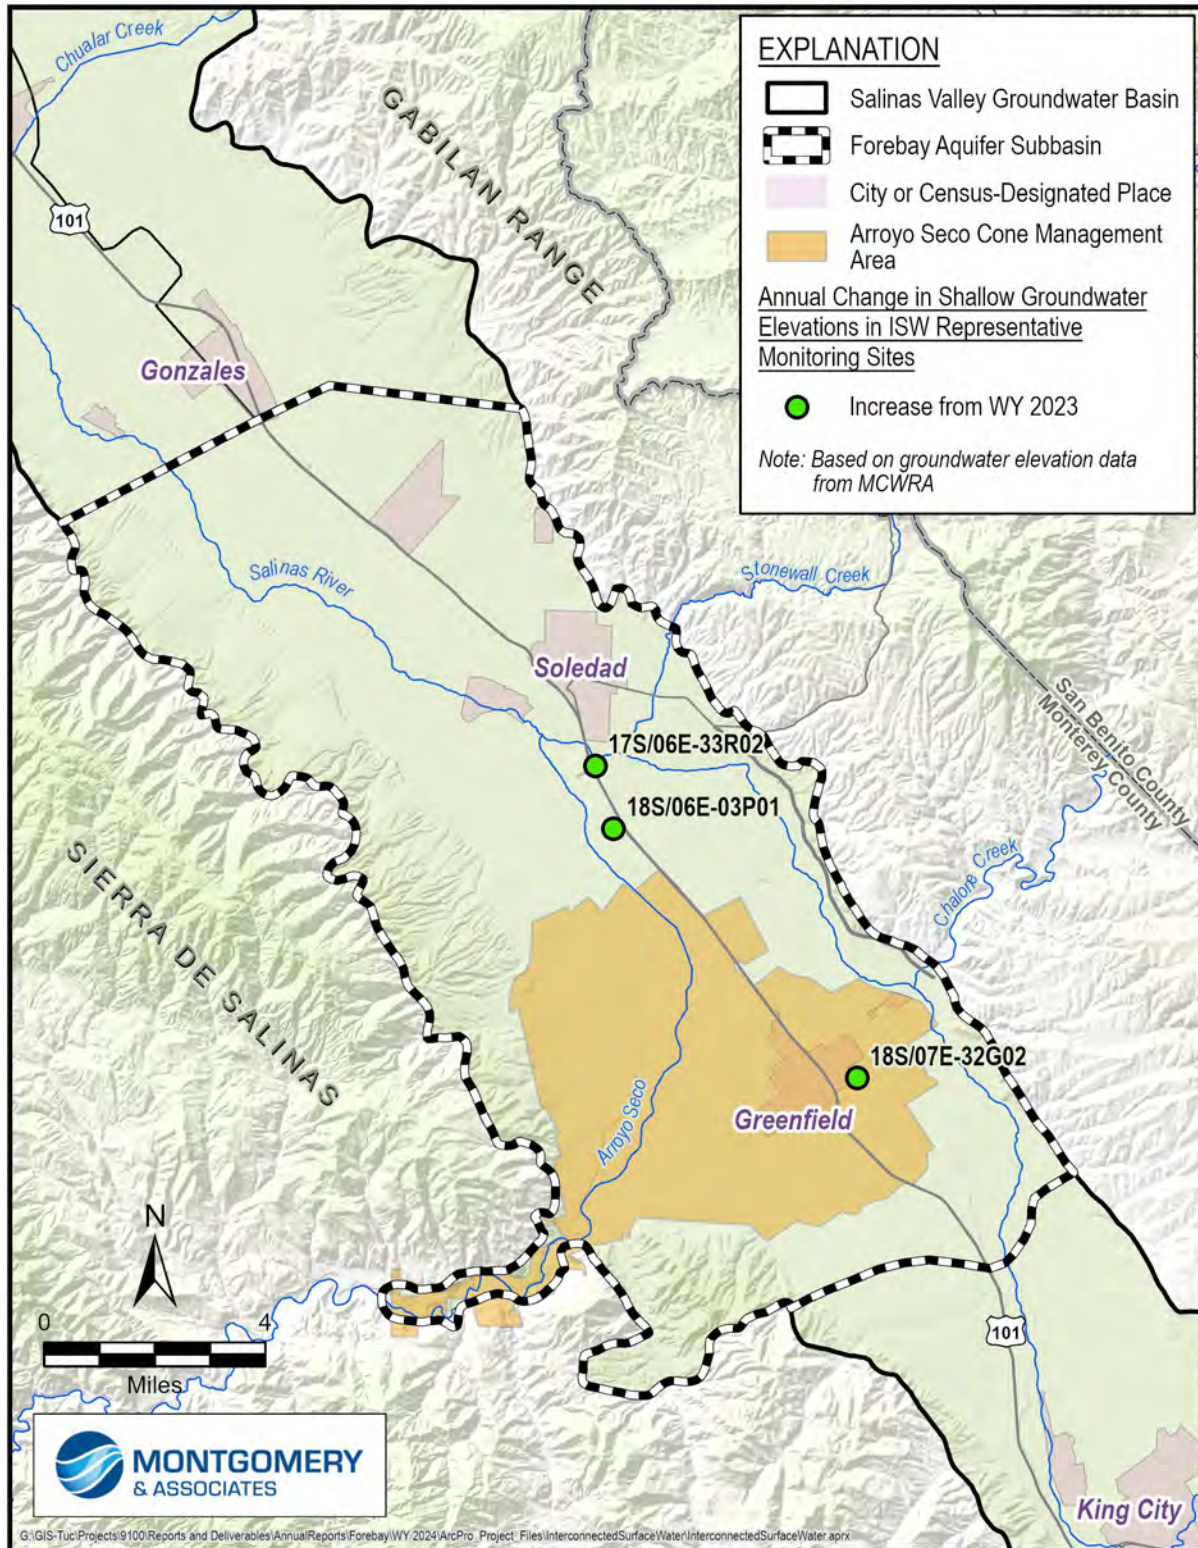 Chualar Creek
GABILAN RANGE
101
Gonzales
EXPLANATION
Salinas Valley Groundwater Basin
Forebay Aquifer Subbasin
City or Census-Designated Place
Arroyo Seco Cone Management
Area
Annual Change in Shallow Groundwater
Elevations in ISW Representative
Monitoring Sites
Increase from WY 2023
Note: Based on groundwater elevation data
from MCWRA
Salinas River
Stonewall Creek
Soledad
San Benito County
Monterey County
17S/06E-33R02
18S/06E-03P01
SIERRA DE SALINAS
Chalone Creek
18S/07E-32G02
Greenfield
Arroyo Seco
N
0 4
Miles
101
MONTGOMERY
& ASSOCIATES
King City
G:\GIS-Tuc\Projects\9100\Reports and Deliverables\AnnualReports\Forebay\WY 2024\ArcPro_Project_Files\InterconnectedSurfaceWater\InterconnectedSurfaceWater.aprx